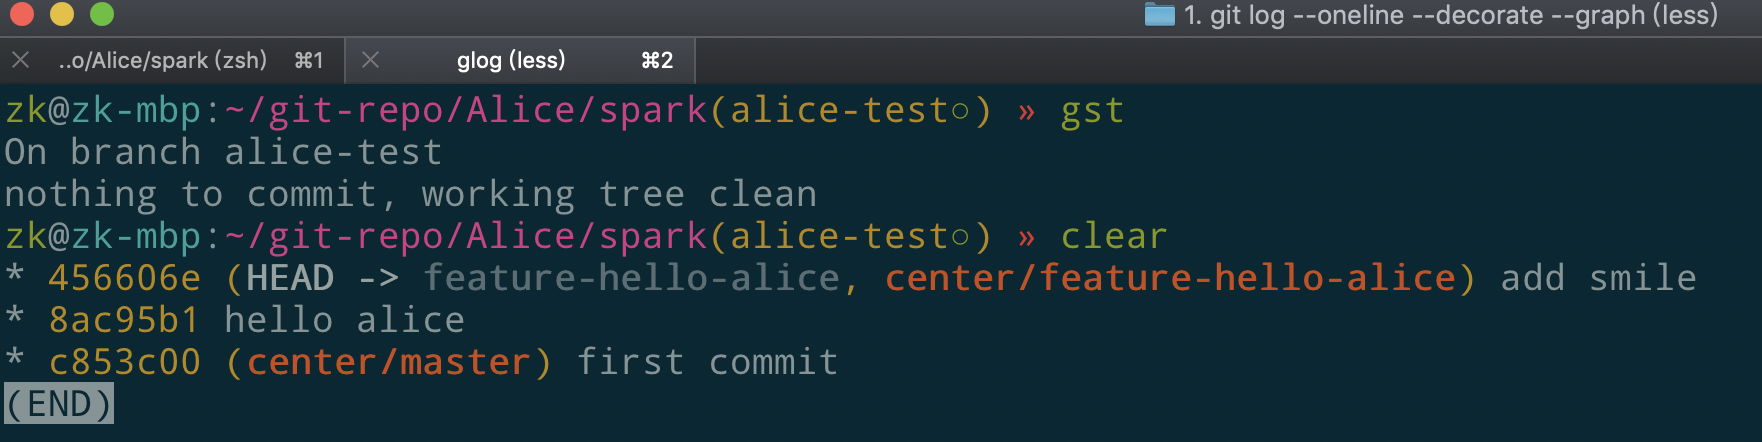 1. git log --oneline --decorate --graph (less)
..o/Alice/spark (zsh) ⌘1 glog (less) ⌘2
zk@zk-mbp:~/git-repo/Alice/spark(alice-test○) » gst
On branch alice-test
nothing to commit, working tree clean
zk@zk-mbp:~/git-repo/Alice/spark(alice-test○) » clear
* 456606e (HEAD -> feature-hello-alice, center/feature-hello-alice) add smile
* 8ac95b1 hello alice
* c853c00 (center/master) first commit
(END)